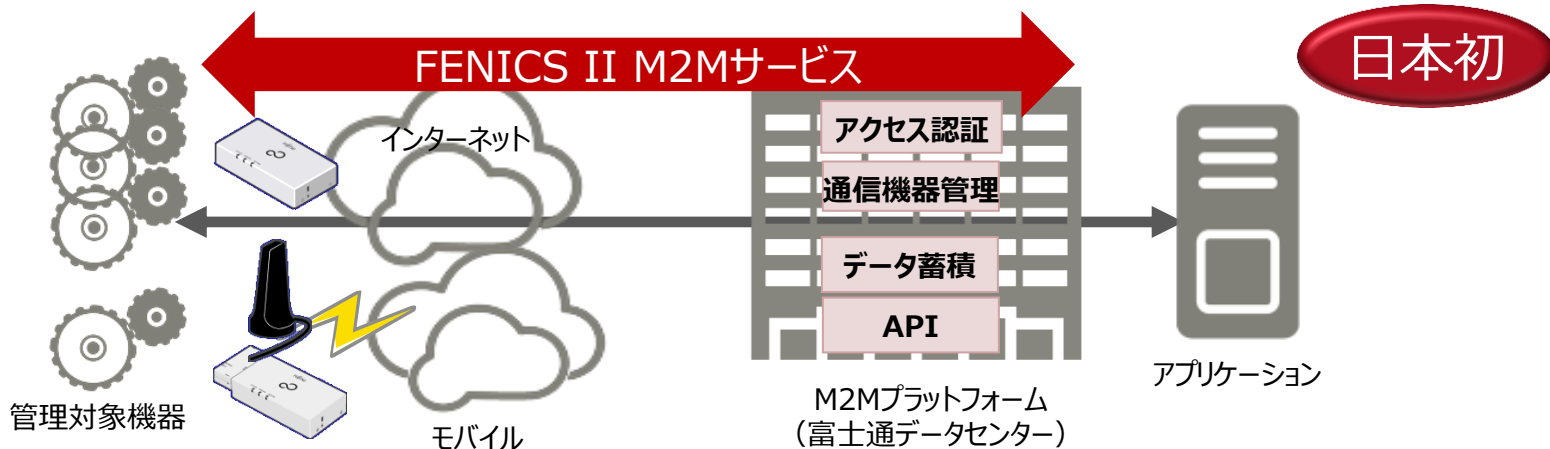 FENICS II M2Mサービス
日本初
インターネット
アクセス認証
通信機器管理
データ蓄積
API
管理対象機器
モバイル
M2Mプラットフォーム
（富士通データセンター）
アプリケーション